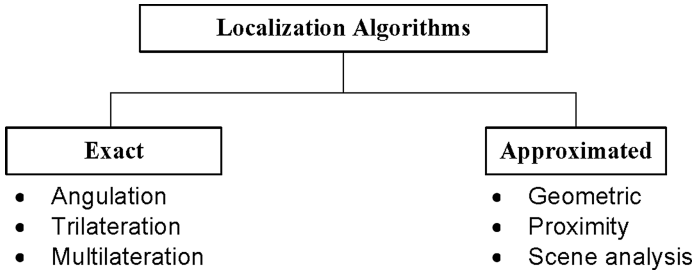 Localization Algorithms
Exact
• Angulation
• Trilateration
• Multilateration
Approximated
• Geometric
• Proximity
• Scene analysis